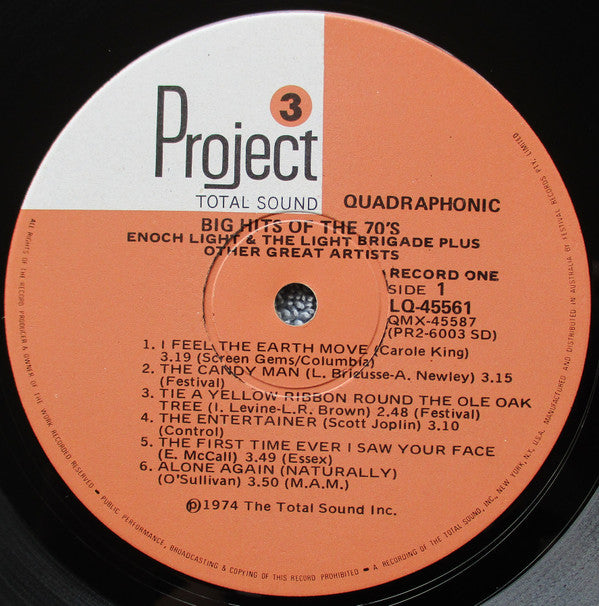 3
Project
TOTAL SOUND
QUADRAPHONIC
BIG HITS OF THE 70'S
ENOCH LIGHT & THE LIGHT BRIGADE PLUS
OTHER GREAT ARTISTS
RECORD ONE
SIDE 1
LQ-45561
QMX-45587
(PR2-6003 SD)
1. I FEEL THE EARTH MOVE (Carole King)
3.19 (Screen Gems/Columbia)
2. THE CANDY MAN (L. Bricusse-A. Newley) 3.15
(Festival)
3. TIE A YELLOW RIBBON ROUND THE OLE OAK
TREE (I. Levine-L.R. Brown) 2.48 (Festival)
4. THE ENTERTAINER (Scott Joplin) 3.10
(Control)
5. THE FIRST TIME EVER I SAW YOUR FACE
(E. McCall) 3.49 (Essex)
6. ALONE AGAIN (NATURALLY)
(O'Sullivan) 3.50 (M.A.M.)
℗1974 The Total Sound Inc.
ALL RIGHTS OF THE RECORD PRODUCER & OWNER OF THE WORK RECORDED RESERVED - PUBLIC PERFORMANCE, BROADCASTING & COPYING OF THIS RECORD PROHIBITED - A RECORDING OF THE TOTAL SOUND, INC., NEW YORK, N.Y., U.S.A. MANUFACTURED AND DISTRIBUTED IN AUSTRALIA BY FESTIVAL RECORDS PTY. LIMITED